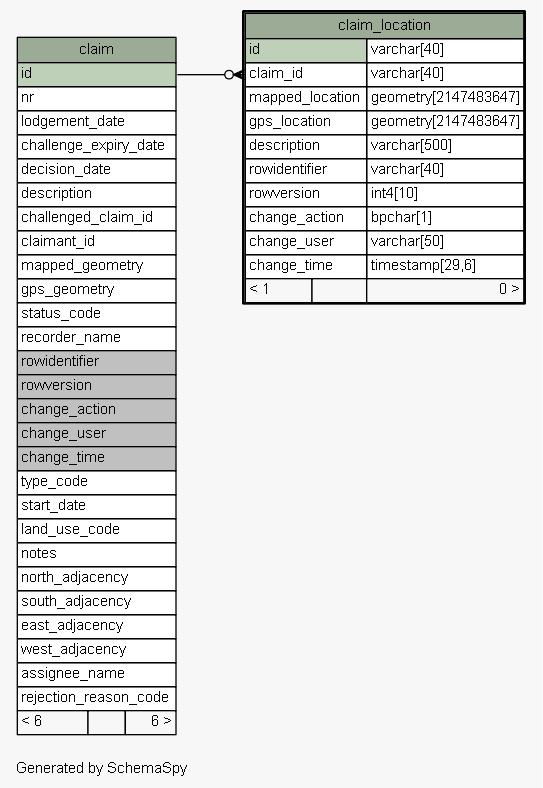 claim
id
nr
lodgement_date
challenge_expiry_date
decision_date
description
challenged_claim_id
claimant_id
mapped_geometry
gps_geometry
status_code
recorder_name
rowidentifier
rowversion
change_action
change_user
change_time
type_code
start_date
land_use_code
notes
north_adjacency
south_adjacency
east_adjacency
west_adjacency
assignee_name
rejection_reason_code
< 6 6 >
claim_location
id varchar[40]
claim_id varchar[40]
mapped_location geometry[2147483647]
gps_location geometry[2147483647]
description varchar[500]
rowidentifier varchar[40]
rowversion int4[10]
change_action bpchar[1]
change_user varchar[50]
change_time timestamp[29,6]
< 1 0 >
Generated by SchemaSpy